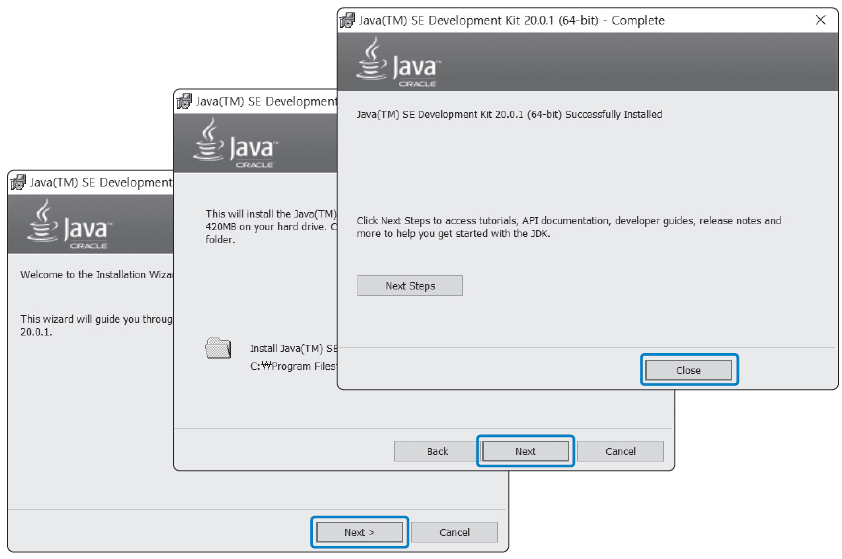 Java(TM) SE Development Kit 20.0.1 (64-bit) - Complete
Java
ORACLE
Java(TM) SE Development Kit 20.0.1 (64-bit) Successfully Installed
Click Next Steps to access tutorials, API documentation, developer guides, release notes and
more to help you get started with the JDK.
Next Steps
Close
Java(TM) SE Development
Java
ORACLE
This will install the Java(TM)
420MB on your hard drive. C
folder.
Install Java(TM) SE
C:₩Program Files
Back
Next
Cancel
Java(TM) SE Development
Java
ORACLE
Welcome to the Installation Wiza
This wizard will guide you throug
20.0.1.
Next >
Cancel